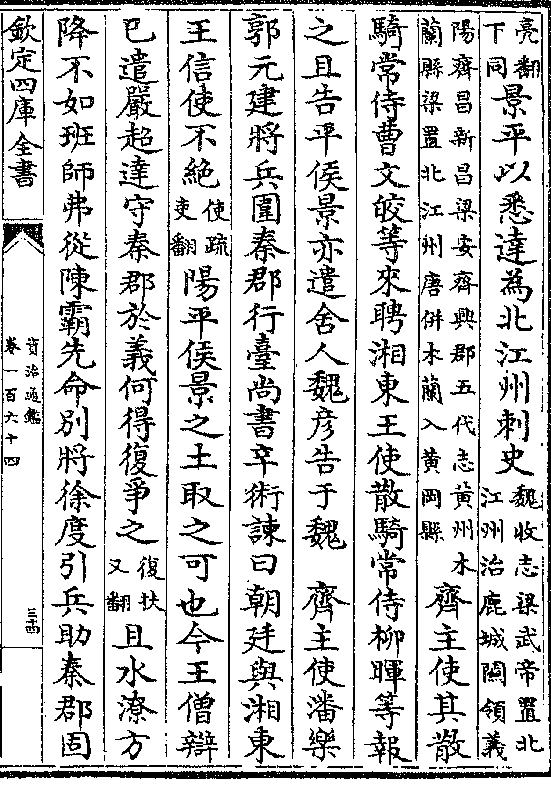 亮翻下同景平以悉達為北江州刺史魏收志梁武帝置北江州治鹿城關領義
陽齊昌新昌梁安齊興郡五代志黃州木蘭縣梁置北江州唐併木蘭入黃岡縣 齊主使其散
騎常侍曹文皎等來聘湘東王使散騎常侍柳暉等報
之且告平侯景亦遣舍人魏彥告于魏 齊主使潘樂
郭元建將兵圍秦郡行臺尚書辛術諫曰朝廷與湘東
王信使不絶使疏吏翻陽平侯景之土取之可也今王僧辯
巳遣嚴超達守秦郡於義何得復爭之復扶又翻且水潦方
降不如班師弗從陳霸先命別將徐度引兵助秦郡固
欽定四庫全書
資治通鑑
卷一百六十四
三十四